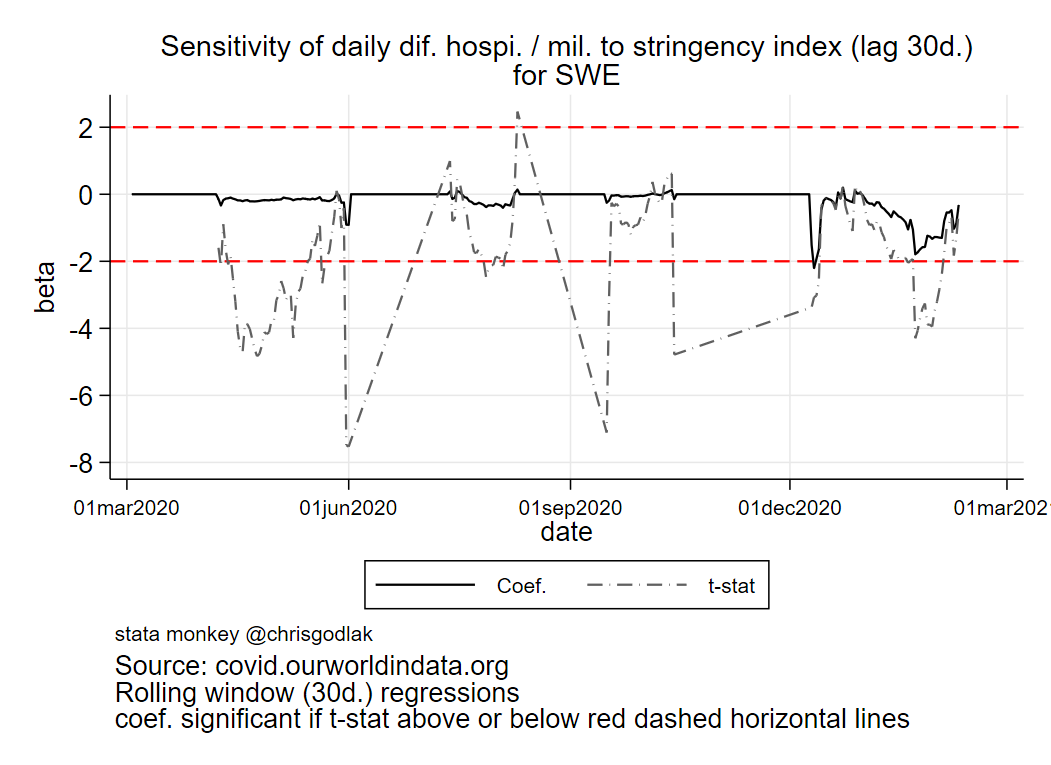 Sensitivity of daily dif. hospi. / mil. to stringency index (lag 30d.)
for SWE
beta
2
0
-2
-4
-6
-8
01mar2020 01jun2020 01sep2020 01dec2020 01mar202
date
Coef. t-stat
stata monkey @chrisgodlak
Source: covid.ourworldindata.org
Rolling window (30d.) regressions
coef. significant if t-stat above or below red dashed horizontal lines